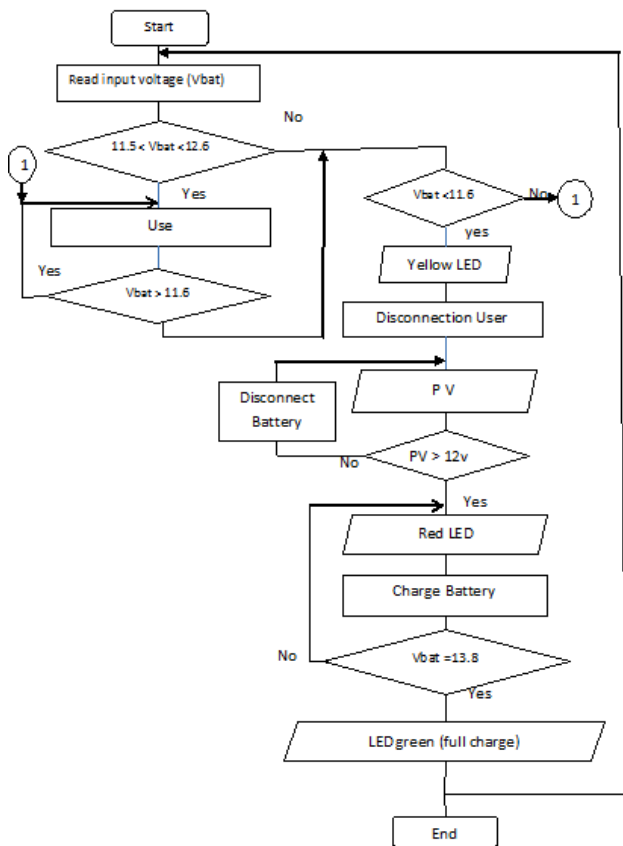 Start
Read input voltage (Vbat)
No
11.5 < Vbat <12.6
1
Yes
Vbat <11.6
No
1
Use
yes
Yes
Yellow LED
Vbat > 11.6
Disconnection User
P V
Disconnect
Battery
PV > 12v
No
Yes
Red LED
Charge Battery
No
Vbat =13.8
Yes
LED green (full charge)
End